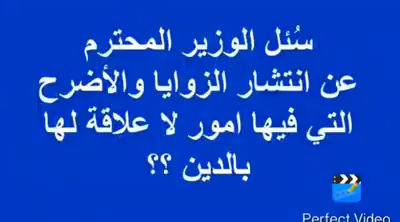 سُئل الوزير المحترم
عن انتشار الزوايا والأضرح
التي فيها امور لا علاقة لها
بالدين ؟؟
Perfect Video